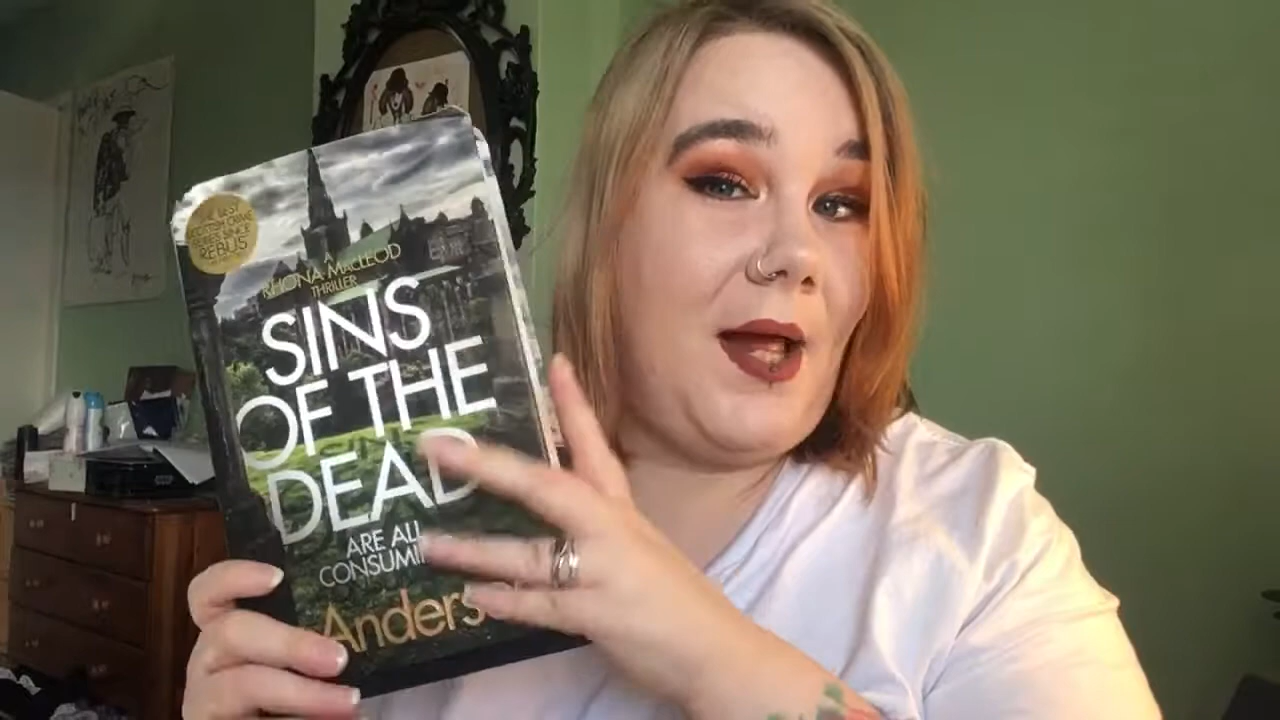 THE BEST
SCOTTISH CRIME
SERIES SINCE
REBUS
A
RHONA MACLEOD
THRILLER
SINS
OF THE
DEAD
ARE ALL
CONSUMI
Anders